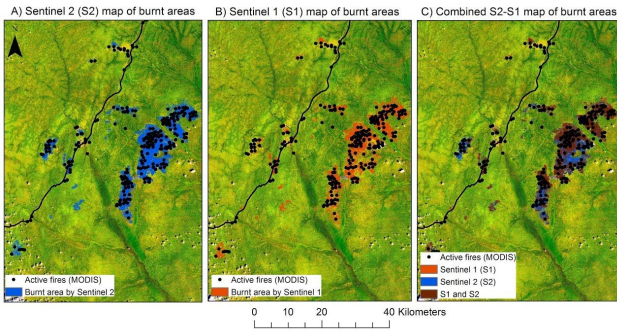 A) Sentinel 2 (S2) map of burnt areas
B) Sentinel 1 (S1) map of burnt areas
C) Combined S2-S1 map of burnt areas
N
Active fires (MODIS)
Burnt area by Sentinel 2
Active fires (MODIS)
Burnt area by Sentinel 1
Active fires (MODIS)
Sentinel 1 (S1)
Sentinel 2 (S2)
S1 and S2
0 10 20 40 Kilometers